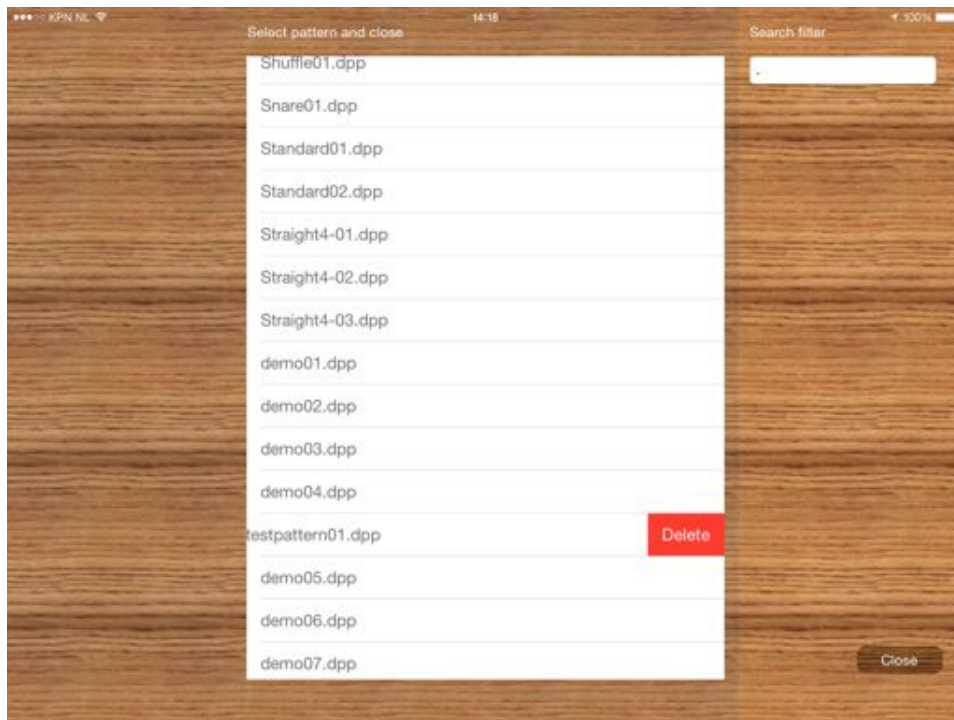 KPN NL 14:18 100%
Select pattern and close
Search filter
.
Shuffle01.dpp
Snare01.dpp
Standard01.dpp
Standard02.dpp
Straight4-01.dpp
Straight4-02.dpp
Straight4-03.dpp
demo01.dpp
demo02.dpp
demo03.dpp
demo04.dpp
testpattern01.dpp
Delete
demo05.dpp
demo06.dpp
demo07.dpp
Close